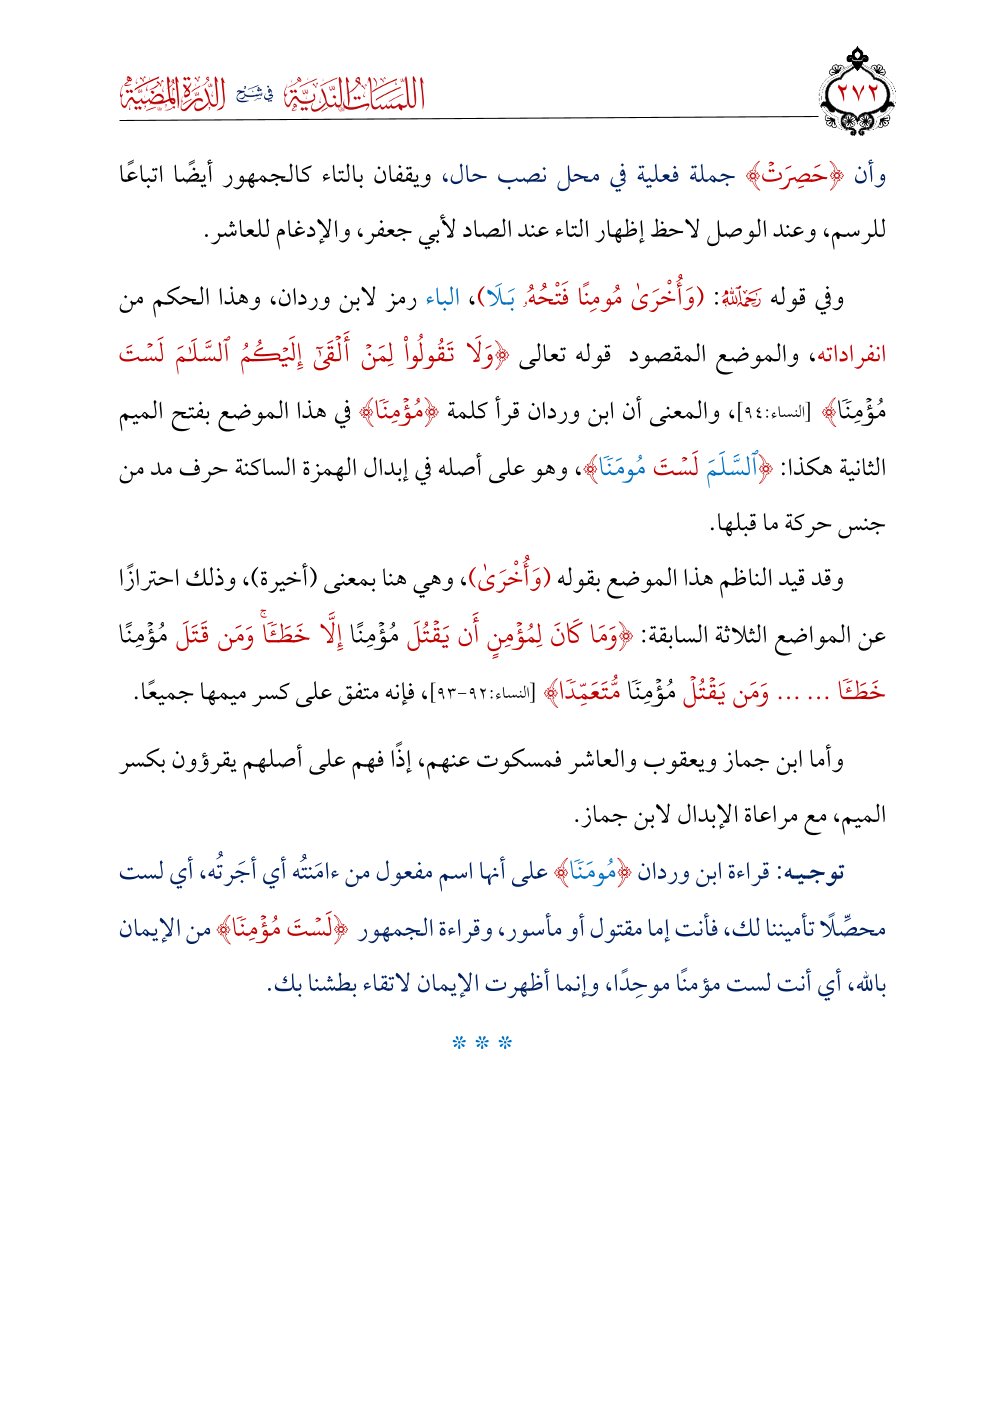 ٢٧٢
اللمسات الندية في شرح الدرة المضية
وأن ﴿حَصِرَتْ﴾ جملة فعلية في محل نصب حال، ويقفان بالتاء كالجمهور أيضًا اتباعًا
للرسم، وعند الوصل لاحظ إظهار التاء عند الصاد لأبي جعفر، والإدغام للعاشر.
وفي قوله رَحِمَهُ ٱللَّهُ: (وَأُخْرَىٰ مُومِنًا فَتْحُهُۥ بَلَا)، الباء رمز لابن وردان، وهذا الحكم من
انفراداته، والموضع المقصود قوله تعالى ﴿وَلَا تَقُولُواْ لِمَنۡ أَلۡقَىٰٓ إِلَيۡكُمُ ٱلسَّلَٰمَ لَسۡتَ
مُؤۡمِنٗا﴾ [النساء:٩٤]، والمعنى أن ابن وردان قرأ كلمة ﴿مُؤۡمِنٗا﴾ في هذا الموضع بفتح الميم
الثانية هكذا: ﴿ٱلسَّلَمَ لَسۡتَ مُومَنٗا﴾، وهو على أصله في إبدال الهمزة الساكنة حرف مد من
جنس حركة ما قبلها.
وقد قيد الناظم هذا الموضع بقوله (وَأُخْرَىٰ)، وهي هنا بمعنى (أخيرة)، وذلك احترازًا
عن المواضع الثلاثة السابقة: ﴿وَمَا كَانَ لِمُؤۡمِنٍ أَن يَقۡتُلَ مُؤۡمِنًا إِلَّا خَطَـٔٗاۚ وَمَن قَتَلَ مُؤۡمِنًا
خَطَـٔٗا ... ... وَمَن يَقۡتُلۡ مُؤۡمِنٗا مُّتَعَمِّدٗا﴾ [النساء:٩٢-٩٣]، فإنه متفق على كسر ميمها جميعًا.
وأما ابن جماز ويعقوب والعاشر فمسكوت عنهم، إذًا فهم على أصلهم يقرؤون بكسر
الميم، مع مراعاة الإبدال لابن جماز.
توجيه: قراءة ابن وردان ﴿مُومَنٗا﴾ على أنها اسم مفعول من ءامَنتُه أي أجَرتُه، أي لست
محصِّلًا تأميننا لك، فأنت إما مقتول أو مأسور، وقراءة الجمهور ﴿لَسۡتَ مُؤۡمِنٗا﴾ من الإيمان
بالله، أي أنت لست مؤمنًا موحِدًا، وإنما أظهرت الإيمان لاتقاء بطشنا بك.
* * *